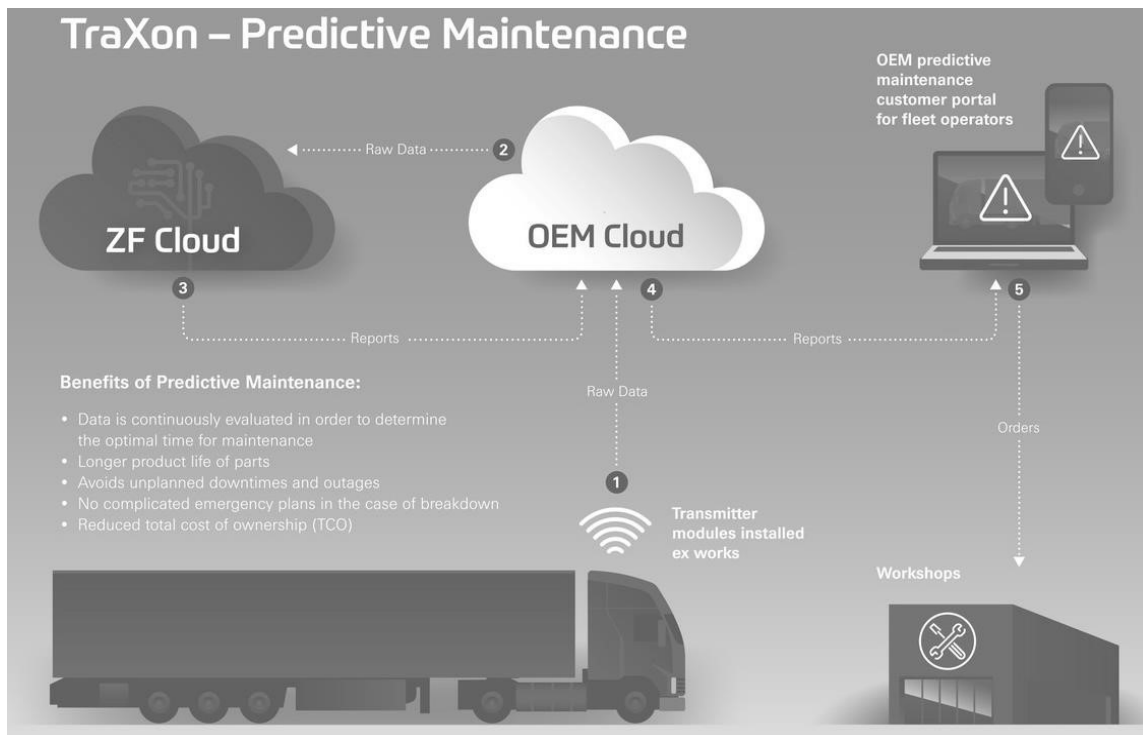 TraXon – Predictive Maintenance
OEM predictive
maintenance
customer portal
for fleet operators
Raw Data
2
ZF Cloud
OEM Cloud
3
4
5
Reports
Reports
Benefits of Predictive Maintenance:
• Data is continuously evaluated in order to determine
the optimal time for maintenance
• Longer product life of parts
• Avoids unplanned downtimes and outages
• No complicated emergency plans in the case of breakdown
• Reduced total cost of ownership (TCO)
Raw Data
Orders
1
Transmitter
modules installed
ex works
Workshops